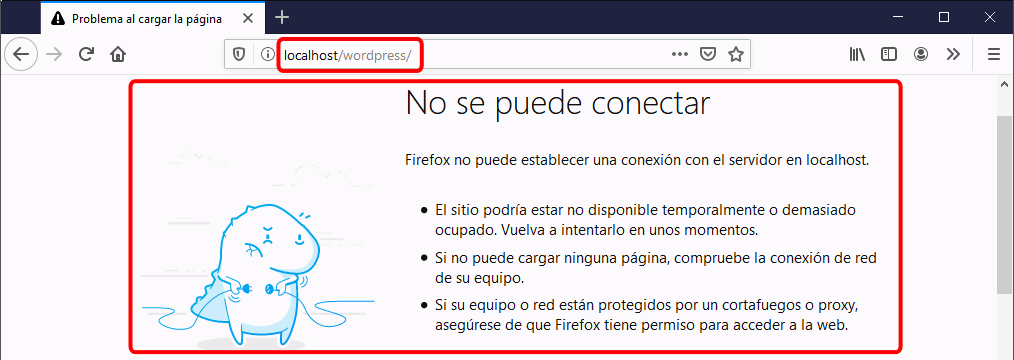 Problema al cargar la página
localhost/wordpress/
No se puede conectar
Firefox no puede establecer una conexión con el servidor en localhost.
El sitio podría estar no disponible temporalmente o demasiado
ocupado. Vuelva a intentarlo en unos momentos.
Si no puede cargar ninguna página, compruebe la conexión de red
de su equipo.
Si su equipo o red están protegidos por un cortafuegos o proxy,
asegúrese de que Firefox tiene permiso para acceder a la web.